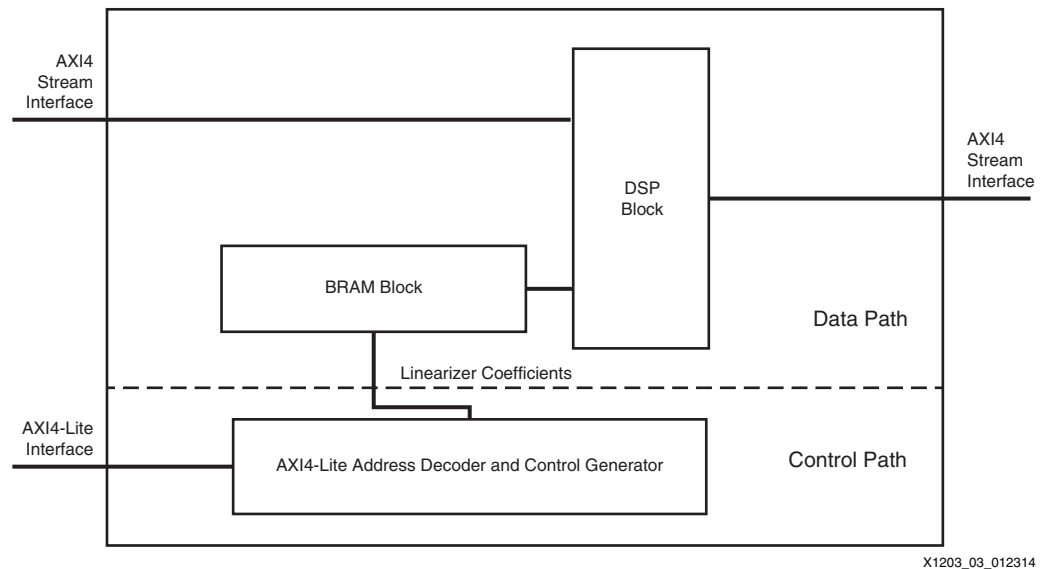 AXI4
Stream
Interface
AXI4
Stream
Interface
DSP
Block
BRAM Block
Data Path
Linearizer Coefficients
AXI4-Lite
Interface
AXI4-Lite Address Decoder and Control Generator
Control Path
X1203_03_012314